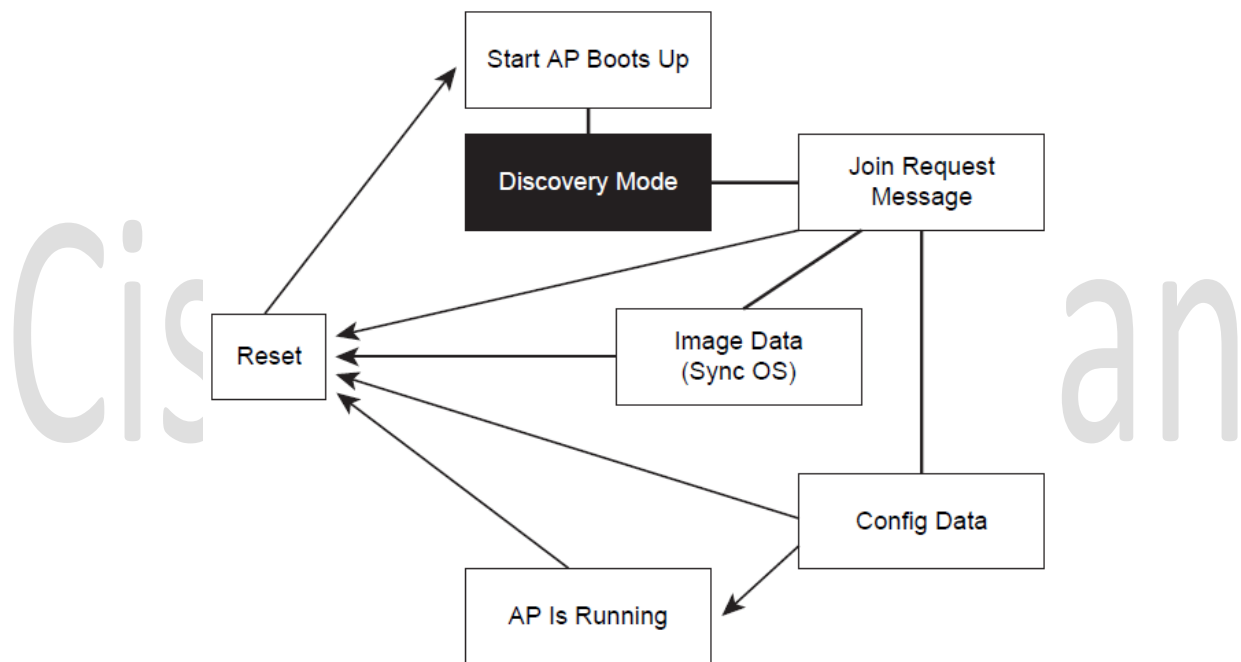 Start AP Boots Up
Discovery Mode
Join Request
Message
Reset
Image Data
(Sync OS)
Config Data
AP Is Running